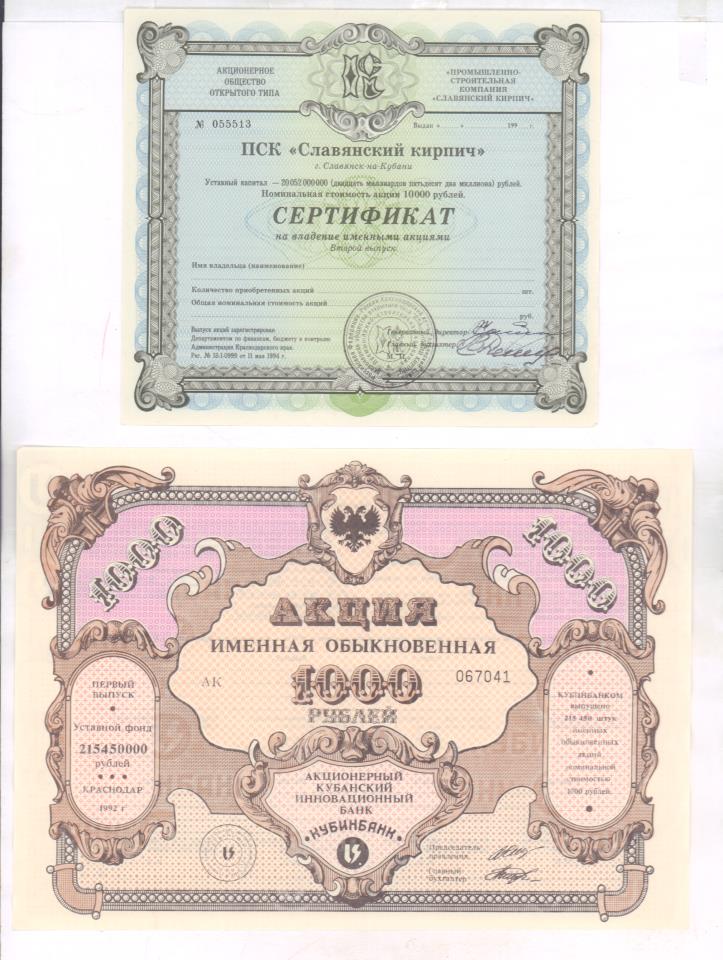 АКЦИОНЕРНОЕ
ОБЩЕСТВО
ОТКРЫТОГО ТИПА
«ПРОМЫШЛЕННО-
СТРОИТЕЛЬНАЯ
КОМПАНИЯ
«СЛАВЯНСКИЙ КИРПИЧ»
№ 055513
Выдан « » 199 г.
ПСК «Славянский кирпич»
г. Славянск-на-Кубани
Уставный капитал — 20 052 000 000 (двадцать миллиардов пятьдесят два миллиона) рублей.
Номинальная стоимость акции 10000 рублей.
СЕРТИФИКАТ
на владение именными акциями
Второй выпуск
Имя владельца (наименование)
Количество приобретенных акций шт.
Общая номинальная стоимость акций руб.
Выпуск акций зарегистрирован
Департаментом по финансам, бюджету и контролю
Администрации Краснодарского края.
Рег. № 18-1-0999 от 11 мая 1994 г.
Генеральный директор
Главный бухгалтер
М. П.
1000
1000
АКЦИЯ
ИМЕННАЯ ОБЫКНОВЕННАЯ
АК 1000 067041
РУБЛЕЙ
ПЕРВЫЙ
ВЫПУСК
Уставной фонд
215450000
рублей
КРАСНОДАР
1992 г
КУБИНБАНКОМ
выпущено
215 450 штук
именных
обыкновенных
акций
номинальной
стоимостью
1000 рублей.
АКЦИОНЕРНЫЙ
КУБАНСКИЙ
ИННОВАЦИОННЫЙ
БАНК
·КУБИНБАНК·
Председатель
правления
Главный
бухгалтер